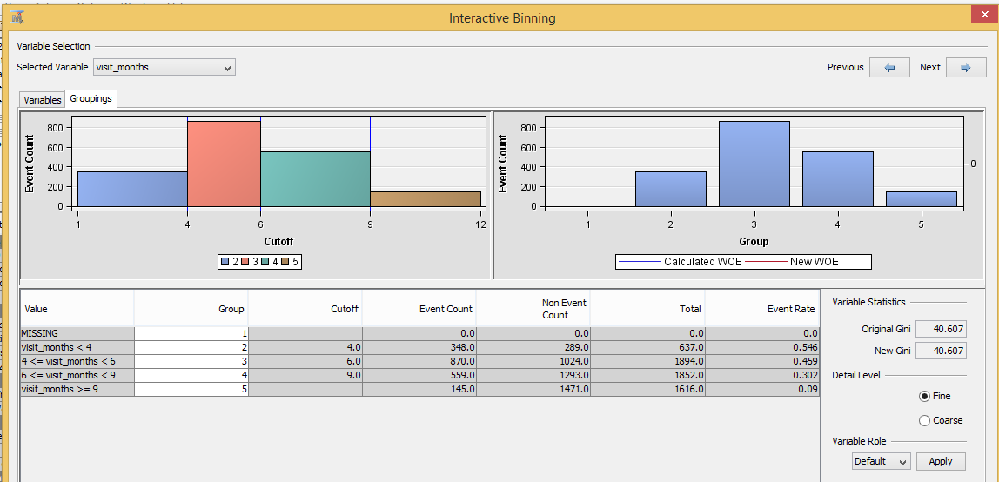 Interactive Binning
Variable Selection
Selected Variable visit_months Previous Next
Variables Groupings
Event Count
800
600
400
200
0
1 4 6 9 12
Cutoff
2 3 4 5
Event Count
800
600
400
200
0
0
1 2 3 4 5
Group
Calculated WOE New WOE
Value Group Cutoff Event Count Non Event Count Total Event Rate
MISSING 1 0.0 0.0 0.0 0.0
visit_months < 4 2 4.0 348.0 289.0 637.0 0.546
4 <= visit_months < 6 3 6.0 870.0 1024.0 1894.0 0.459
6 <= visit_months < 9 4 9.0 559.0 1293.0 1852.0 0.302
visit_months >= 9 5 145.0 1471.0 1616.0 0.09
Variable Statistics
Original Gini 40.607
New Gini 40.607
Detail Level
Fine
Coarse
Variable Role
Default Apply